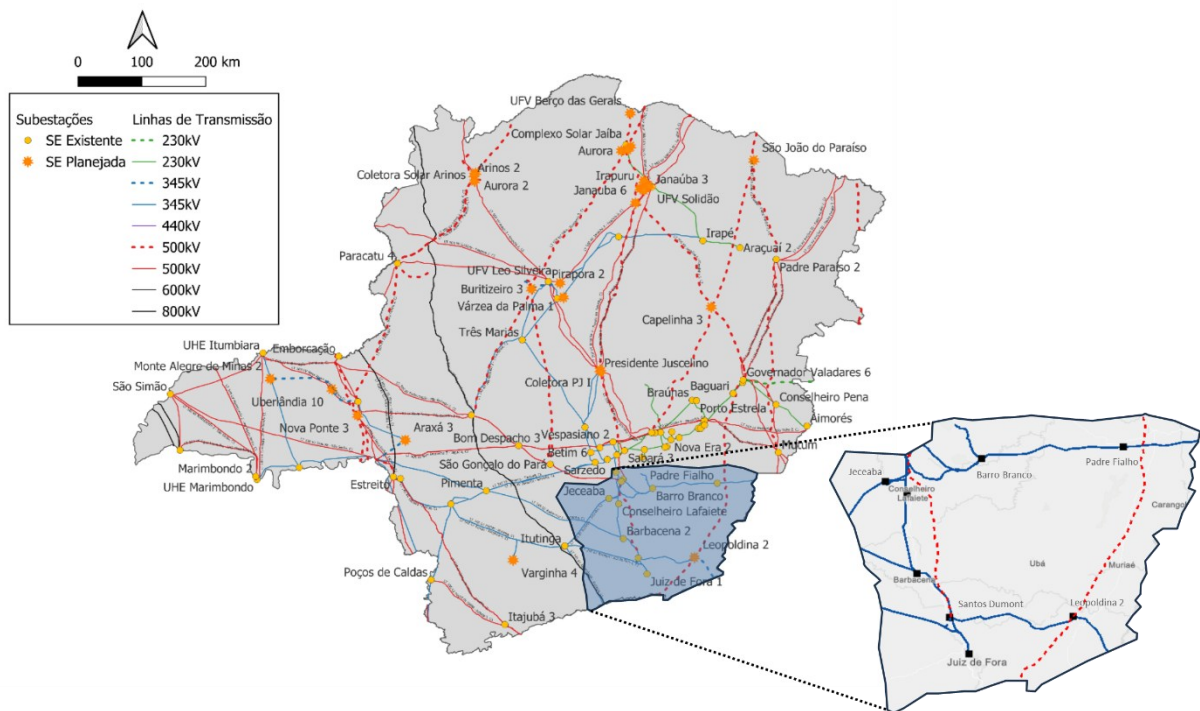 0 100 200 km
Subestações
SE Existente
SE Planejada
Linhas de Transmissão
230kV
230kV
345kV
345kV
440kV
500kV
500kV
600kV
800kV
UFV Berço das Gerais
Complexo Solar Jaíba
Aurora
São João do Paraíso
Arinos 2
Coletora Solar Arinos
Aurora 2
Irapuru
Janaúba 3
Janaúba 6
UFV Solidão
Irapé
Araçuaí 2
Paracatu 4
Padre Paraíso 2
UFV Leo Silveira
Pirapora 2
Buritizeiro 3
Várzea da Palma 1
Capelinha 3
Três Marias
UHE Itumbiara
Emborcação
Monte Alegre de Minas 2
Presidente Juscelino
Governador Valadares 6
São Simão
Coletora PJ 1
Braúnas
Baguari
Conselheiro Pena
Uberlândia 10
Porto Estrela
Aimorés
Nova Ponte 3
Araxá 3
Vespasiano 2
Bom Despacho 3
Betim 6
Nova Era 2
Mutum
Marimbondo 2
São Gonçalo do Pará
Sarzedo
Sabará 3
UHE Marimbondo
Estreito
Pimenta
Padre Fialho
Jeceaba
Barro Branco
Conselheiro Lafaiete
Itutinga
Barbacena 2
Leopoldina 2
Varginha 4
Poços de Caldas
Juiz de Fora 1
Itajubá 3
Jeceaba
Barro Branco
Padre Fialho
Conselheiro
Lafaiete
Carangol
Barbacena
Ubá
Muriaé
Santos Dumont
Leopoldina 2
Juiz de Fora